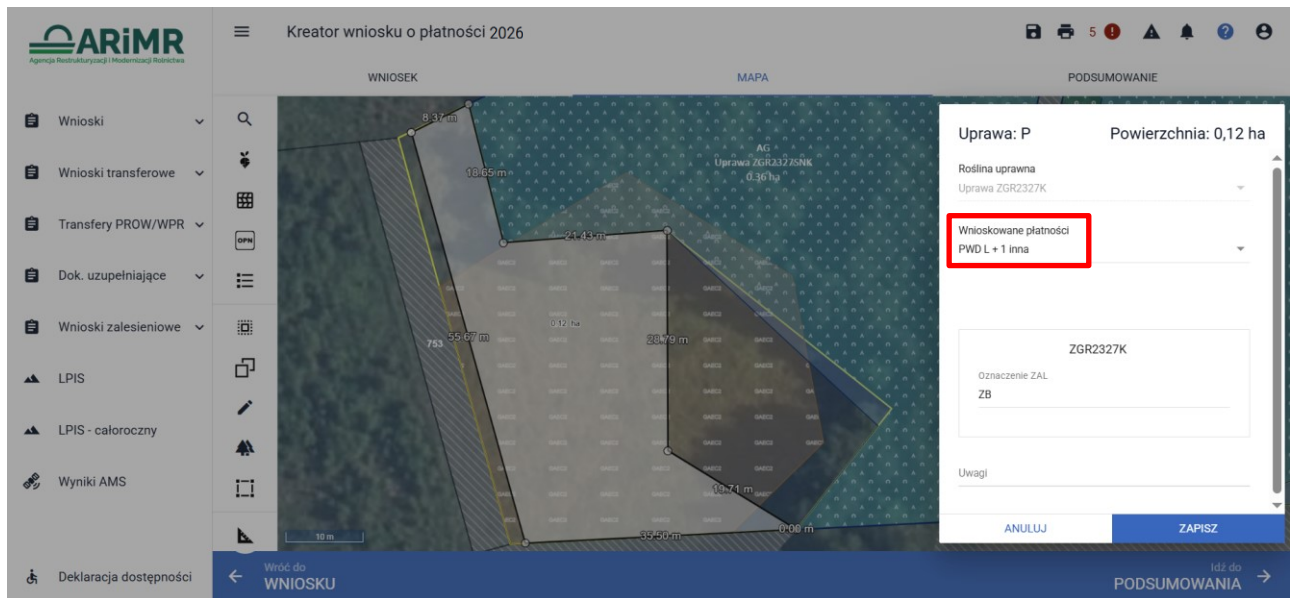 ARiMR
Agencja Restrukturyzacji i Modernizacji Rolnictwa
Kreator wniosku o płatności 2026
5
WNIOSEK
MAPA
PODSUMOWANIE
Wnioski
Wnioski transferowe
Transfery PROW/WPR
Dok. uzupełniające
Wnioski zalesieniowe
LPIS
LPIS - całoroczny
Wyniki AMS
Deklaracja dostępności
OPN
8.37 m
18.65 m
21.43 m
AG
Uprawa ZGR2327SNK
0.36 ha
0.12 ha
753
55.67 m
28.79 m
19.71 m
0.00 m
35.50 m
10 m
Uprawa: P
Powierzchnia: 0,12 ha
Roślina uprawna
Uprawa ZGR2327K
Wnioskowane płatności
PWD L + 1 inna
ZGR2327K
Oznaczenie ZAL
ZB
Uwagi
ANULUJ
ZAPISZ
Wróć do
WNIOSKU
Idź do
PODSUMOWANIA